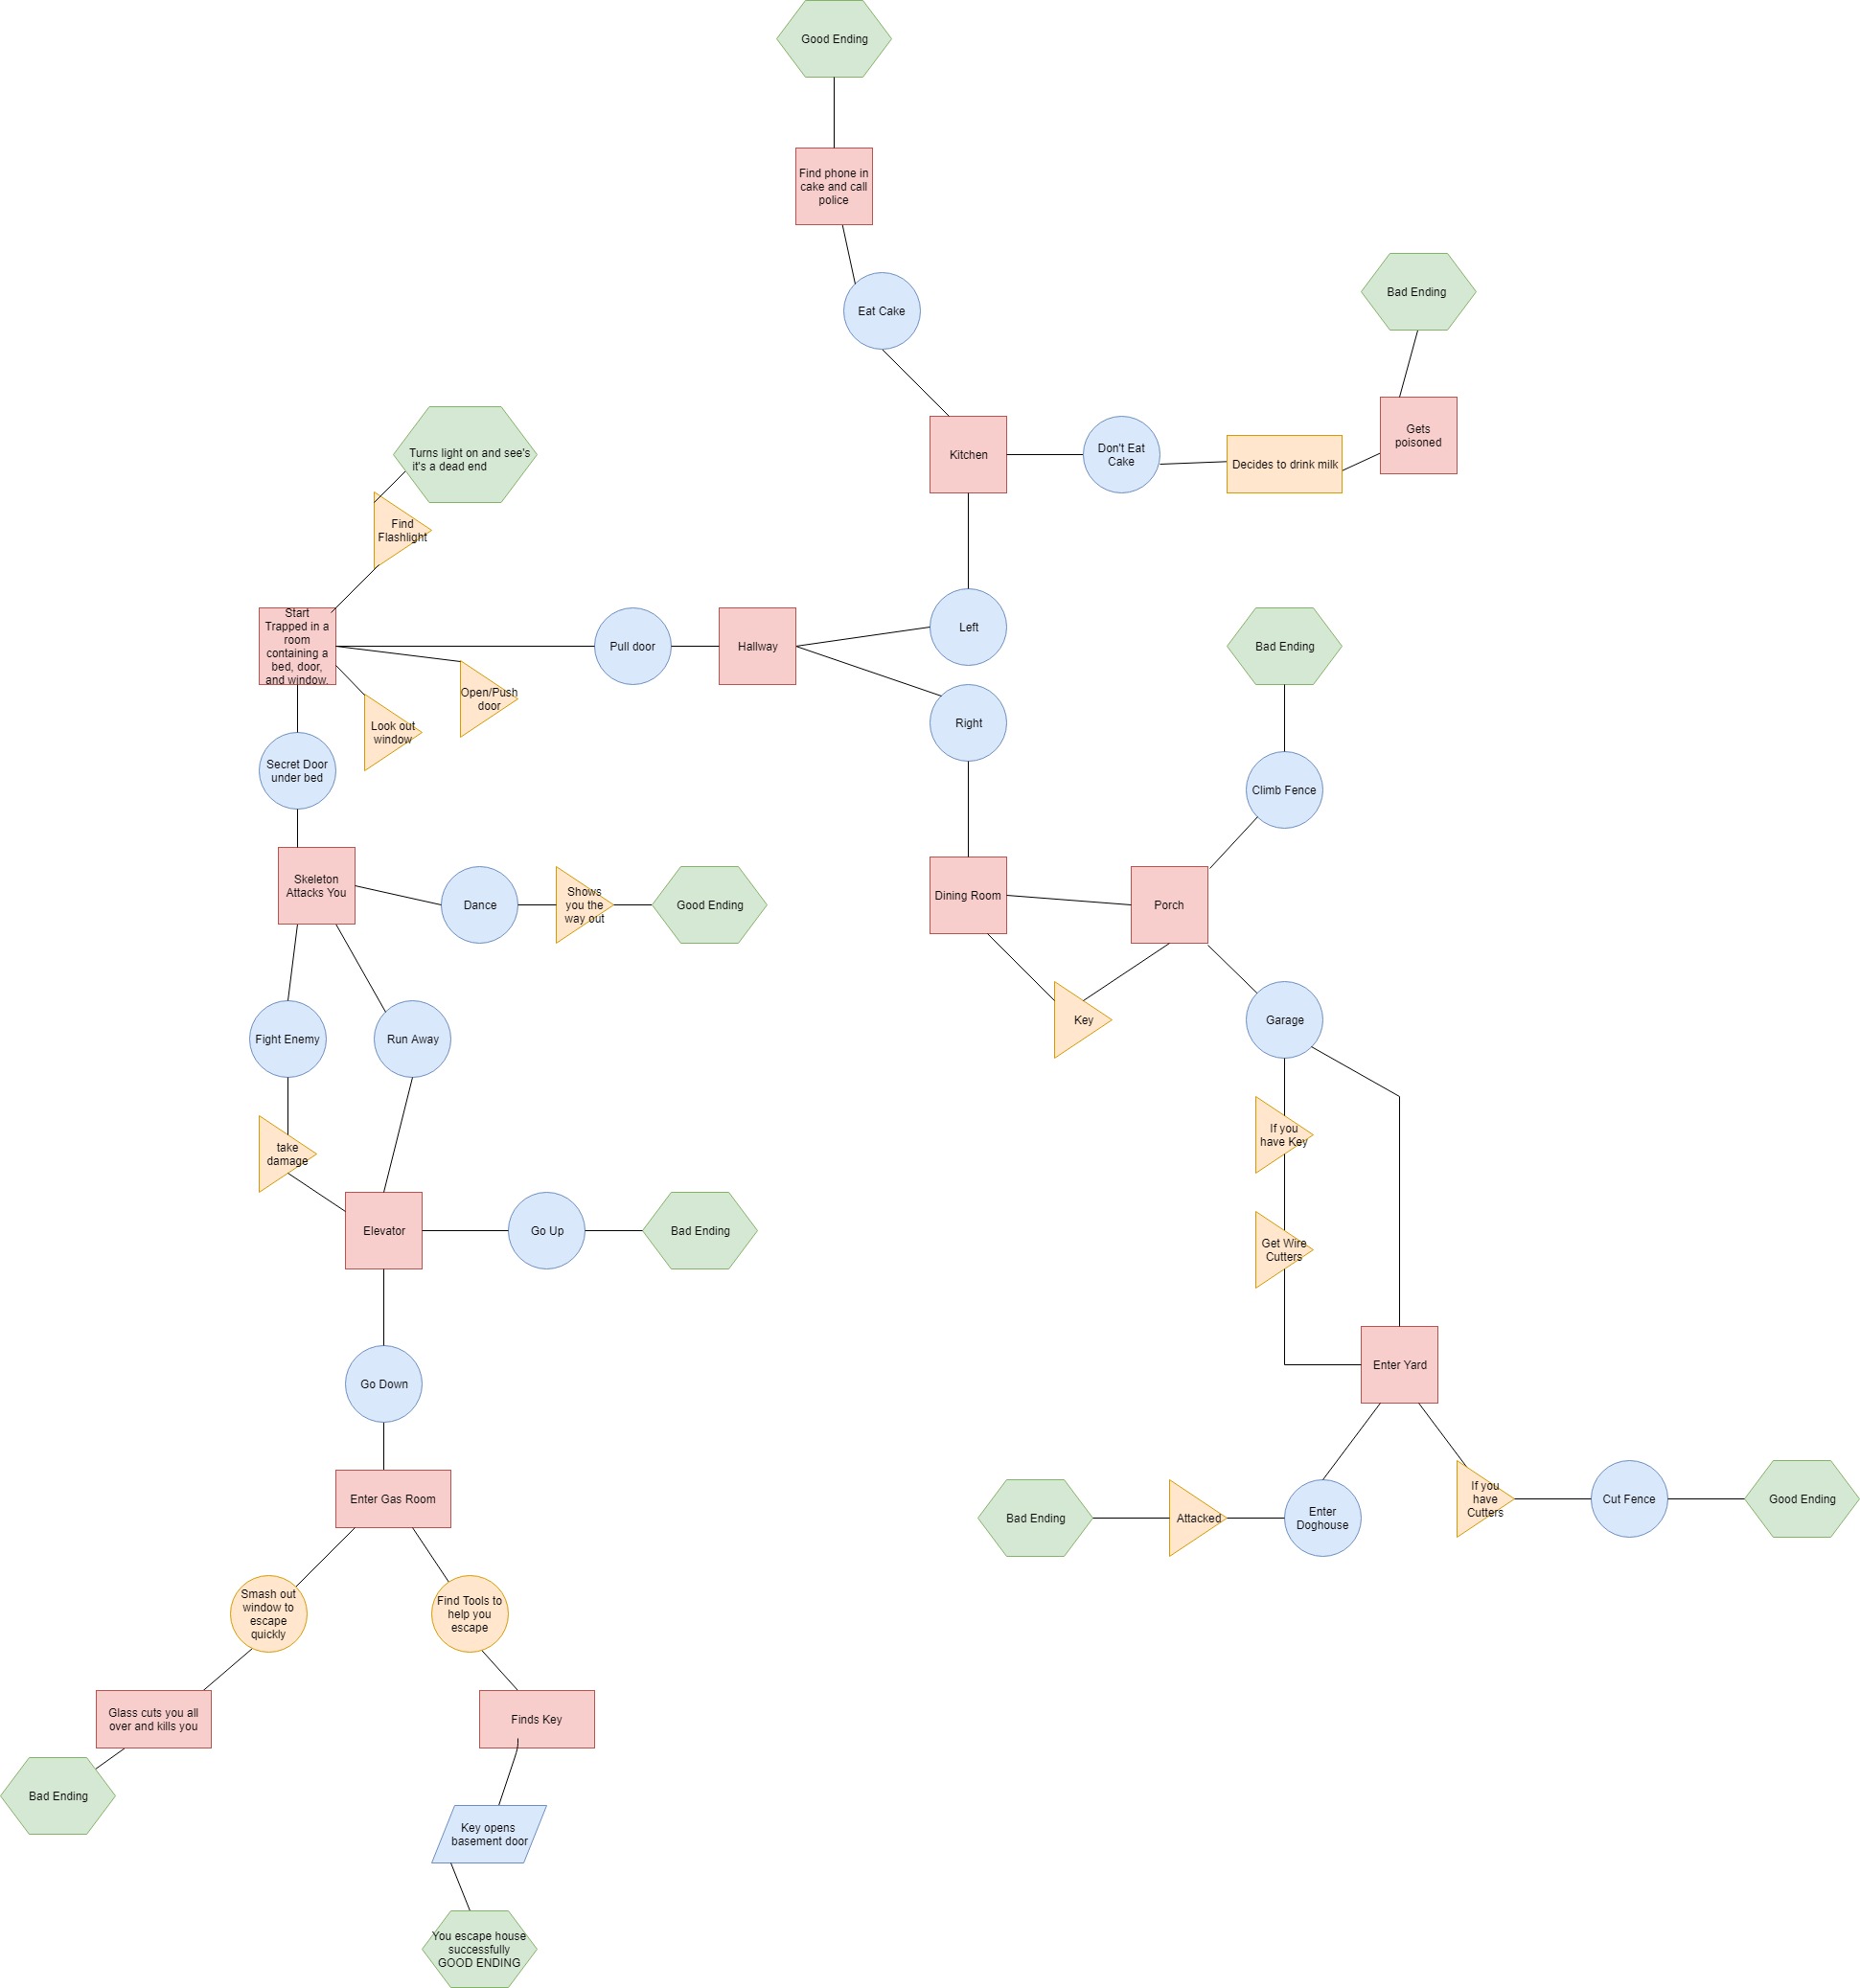 Good Ending
Find phone in
cake and call
police
Eat Cake
Bad Ending
Turns light on and see's
it's a dead end
Kitchen
Don't Eat
Cake
Decides to drink milk
Gets
poisoned
Find
Flashlight
Start
Trapped in a
room
containing a
bed, door,
and window.
Pull door
Hallway
Left
Bad Ending
Open/Push
door
Look out
window
Right
Secret Door
under bed
Climb Fence
Skeleton
Attacks You
Dance
Shows
you the
way out
Good Ending
Dining Room
Porch
Fight Enemy
Run Away
Key
Garage
take
damage
If you
have Key
Elevator
Go Up
Bad Ending
Get Wire
Cutters
Go Down
Enter Yard
Enter Gas Room
Bad Ending
Attacked
Enter
Doghouse
If you
have
Cutters
Cut Fence
Good Ending
Smash out
window to
escape
quickly
Find Tools to
help you
escape
Glass cuts you all
over and kills you
Finds Key
Bad Ending
Key opens
basement door
You escape house
successfully
GOOD ENDING